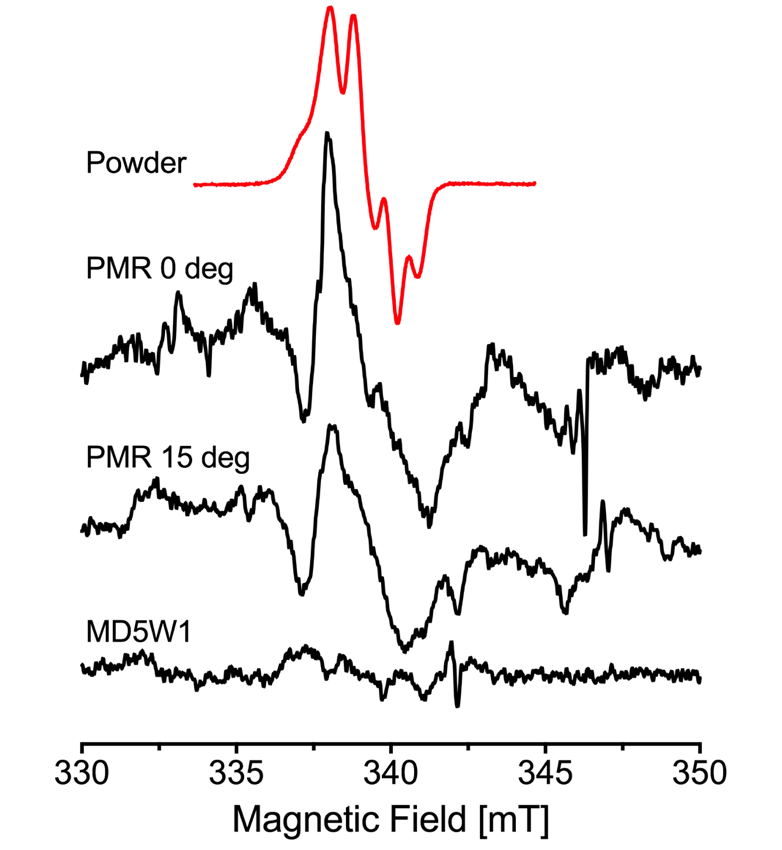 Powder
PMR 0 deg
PMR 15 deg
MD5W1
330 335 340 345 350
Magnetic Field [mT]